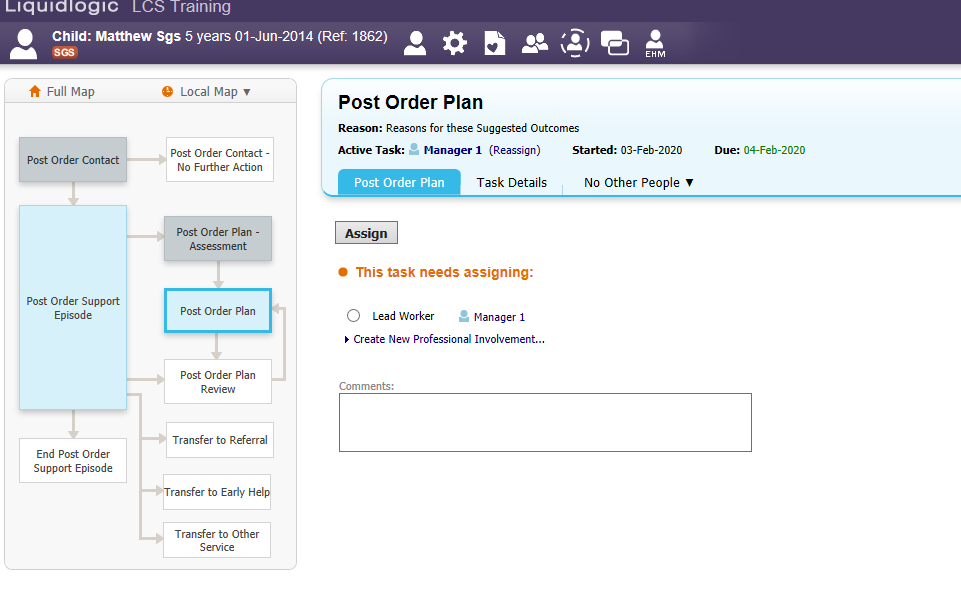 Liquidlogic LCS Training
Child: Matthew Sgs 5 years 01-Jun-2014 (Ref: 1862)
SGS
EHM
Full Map
Local Map ▼
Post Order Contact
Post Order Contact -
No Further Action
Post Order Support
Episode
Post Order Plan -
Assessment
Post Order Plan
Post Order Plan
Review
Transfer to Referral
End Post Order
Support Episode
Transfer to Early Help
Transfer to Other
Service
Post Order Plan
Reason: Reasons for these Suggested Outcomes
Active Task: Manager 1 (Reassign) Started: 03-Feb-2020 Due: 04-Feb-2020
Post Order Plan Task Details No Other People ▼
Assign
This task needs assigning:
Lead Worker Manager 1
Create New Professional Involvement...
Comments: